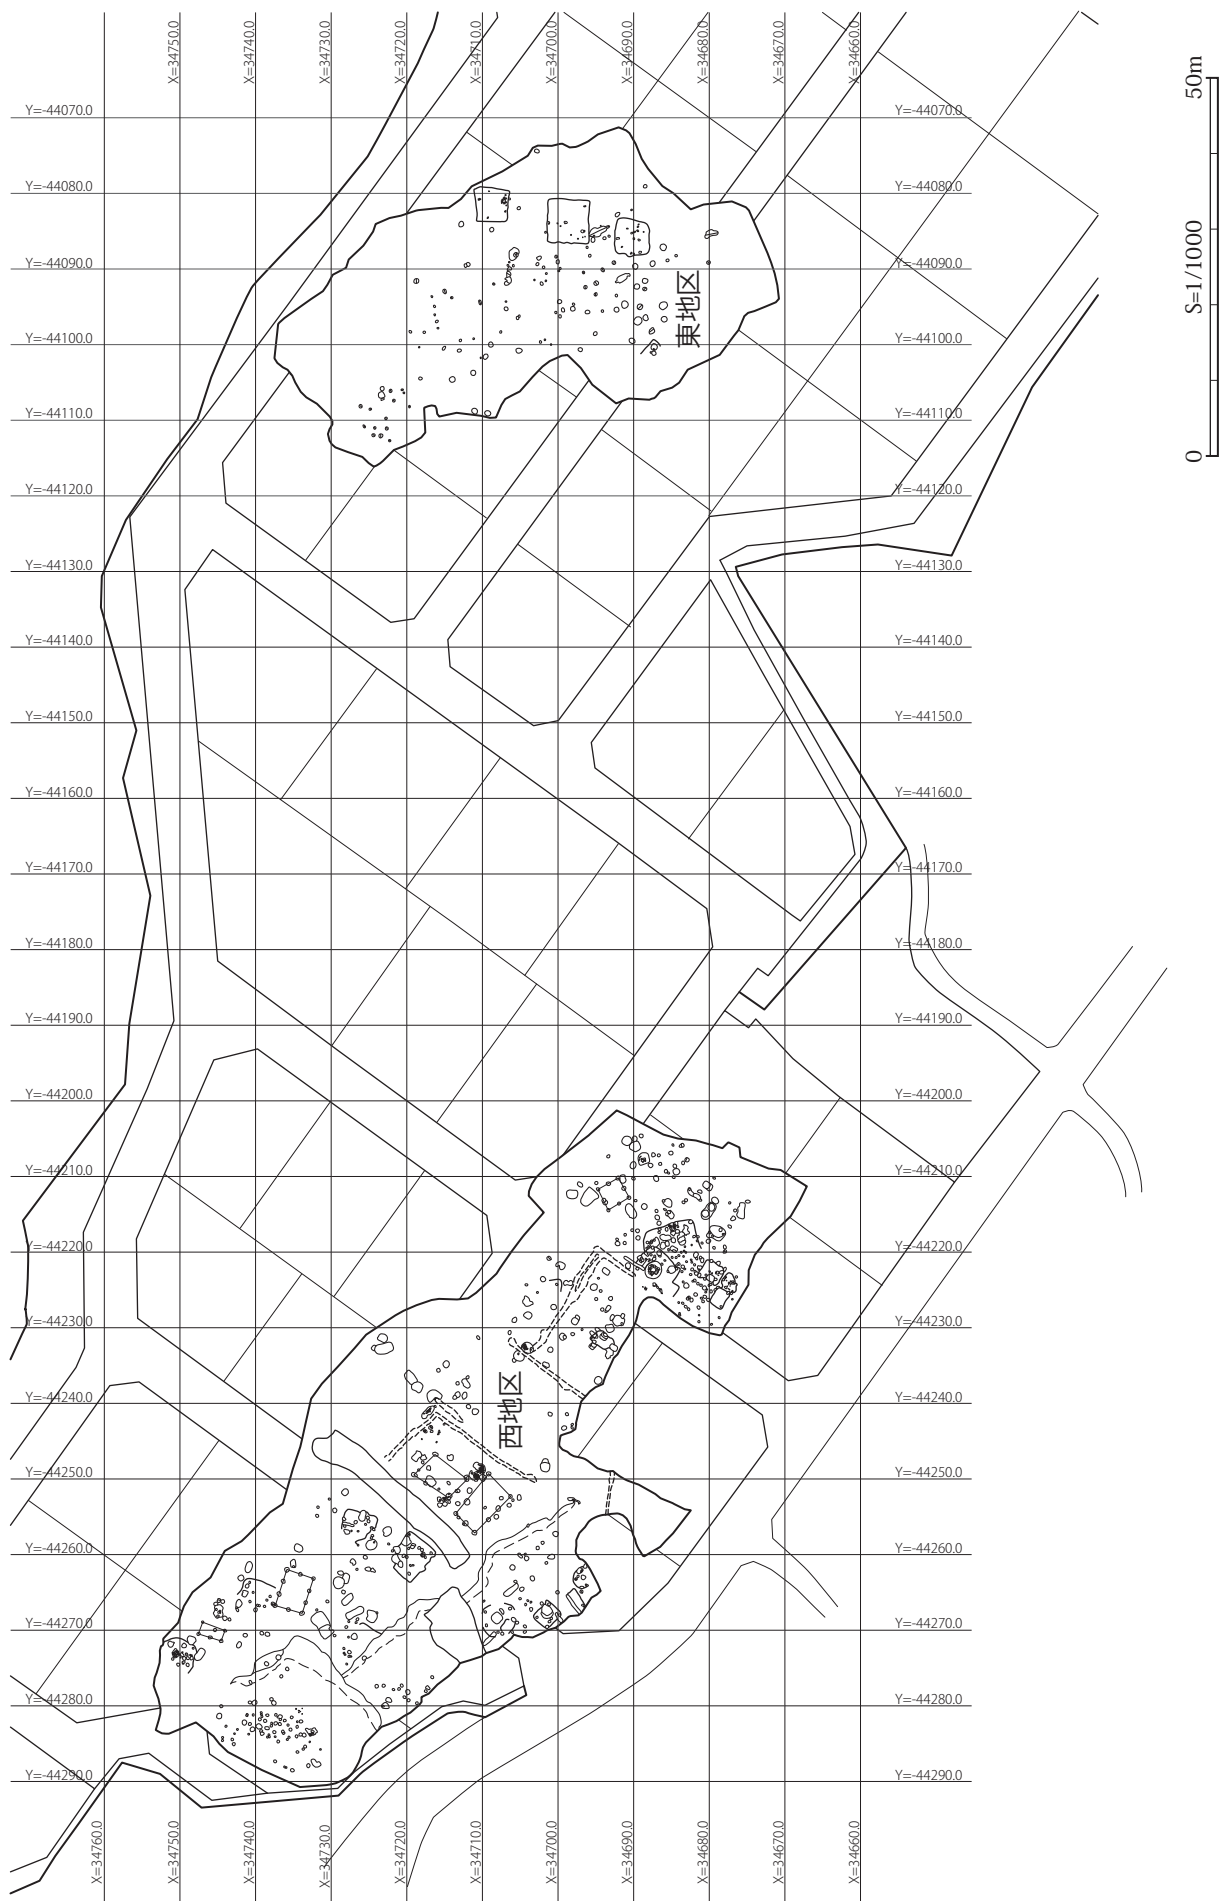 X=34750.0
X=34740.0
X=34730.0
X=34720.0
X=34710.0
X=34700.0
X=34690.0
X=34680.0
X=34670.0
X=34660.0
50m
S=1/1000
0
Y=-44070.0
Y=-44070.0
Y=-44080.0
Y=-44080.0
Y=-44090.0
Y=-44090.0
東地区
Y=-44100.0
Y=-44100.0
Y=-44110.0
Y=-44110.0
Y=-44120.0
Y=-44120.0
Y=-44130.0
Y=-44130.0
Y=-44140.0
Y=-44140.0
Y=-44150.0
Y=-44150.0
Y=-44160.0
Y=-44160.0
Y=-44170.0
Y=-44170.0
Y=-44180.0
Y=-44180.0
Y=-44190.0
Y=-44190.0
Y=-44200.0
Y=-44200.0
Y=-44210.0
Y=-44210.0
Y=-44220.0
Y=-44220.0
Y=-44230.0
Y=-44230.0
Y=-44240.0
Y=-44240.0
西地区
Y=-44250.0
Y=-44250.0
Y=-44260.0
Y=-44260.0
Y=-44270.0
Y=-44270.0
Y=-44280.0
Y=-44280.0
Y=-44290.0
Y=-44290.0
X=34760.0
X=34750.0
X=34740.0
X=34730.0
X=34720.0
X=34710.0
X=34700.0
X=34690.0
X=34680.0
X=34670.0
X=34660.0